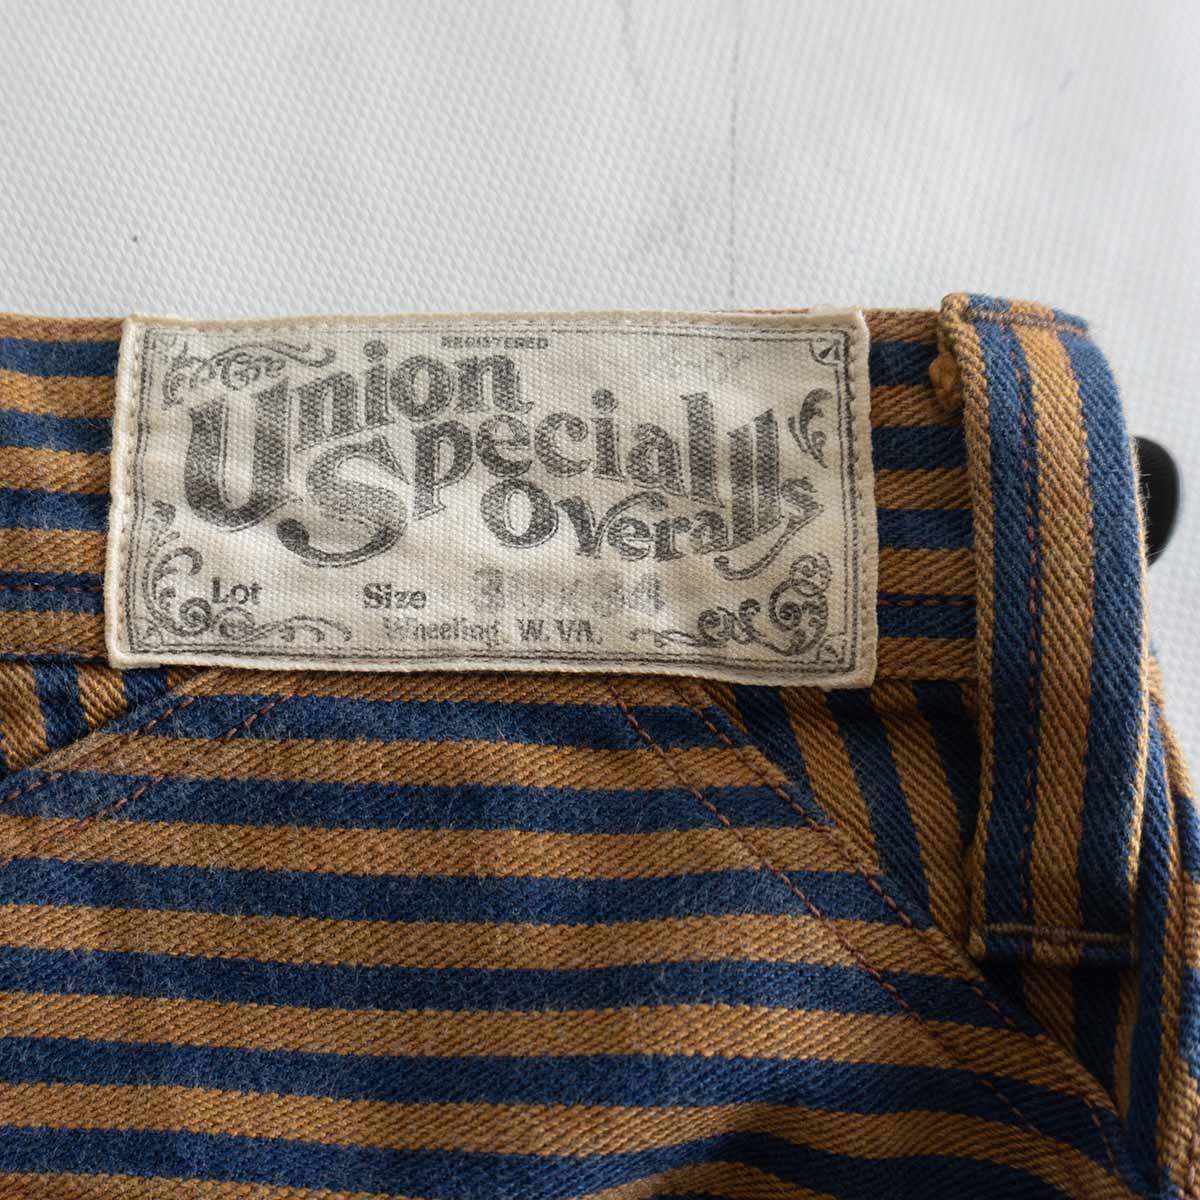 REGISTERED
The Union
Special
Overalls
Lot Size
Wheeling, W.VA.